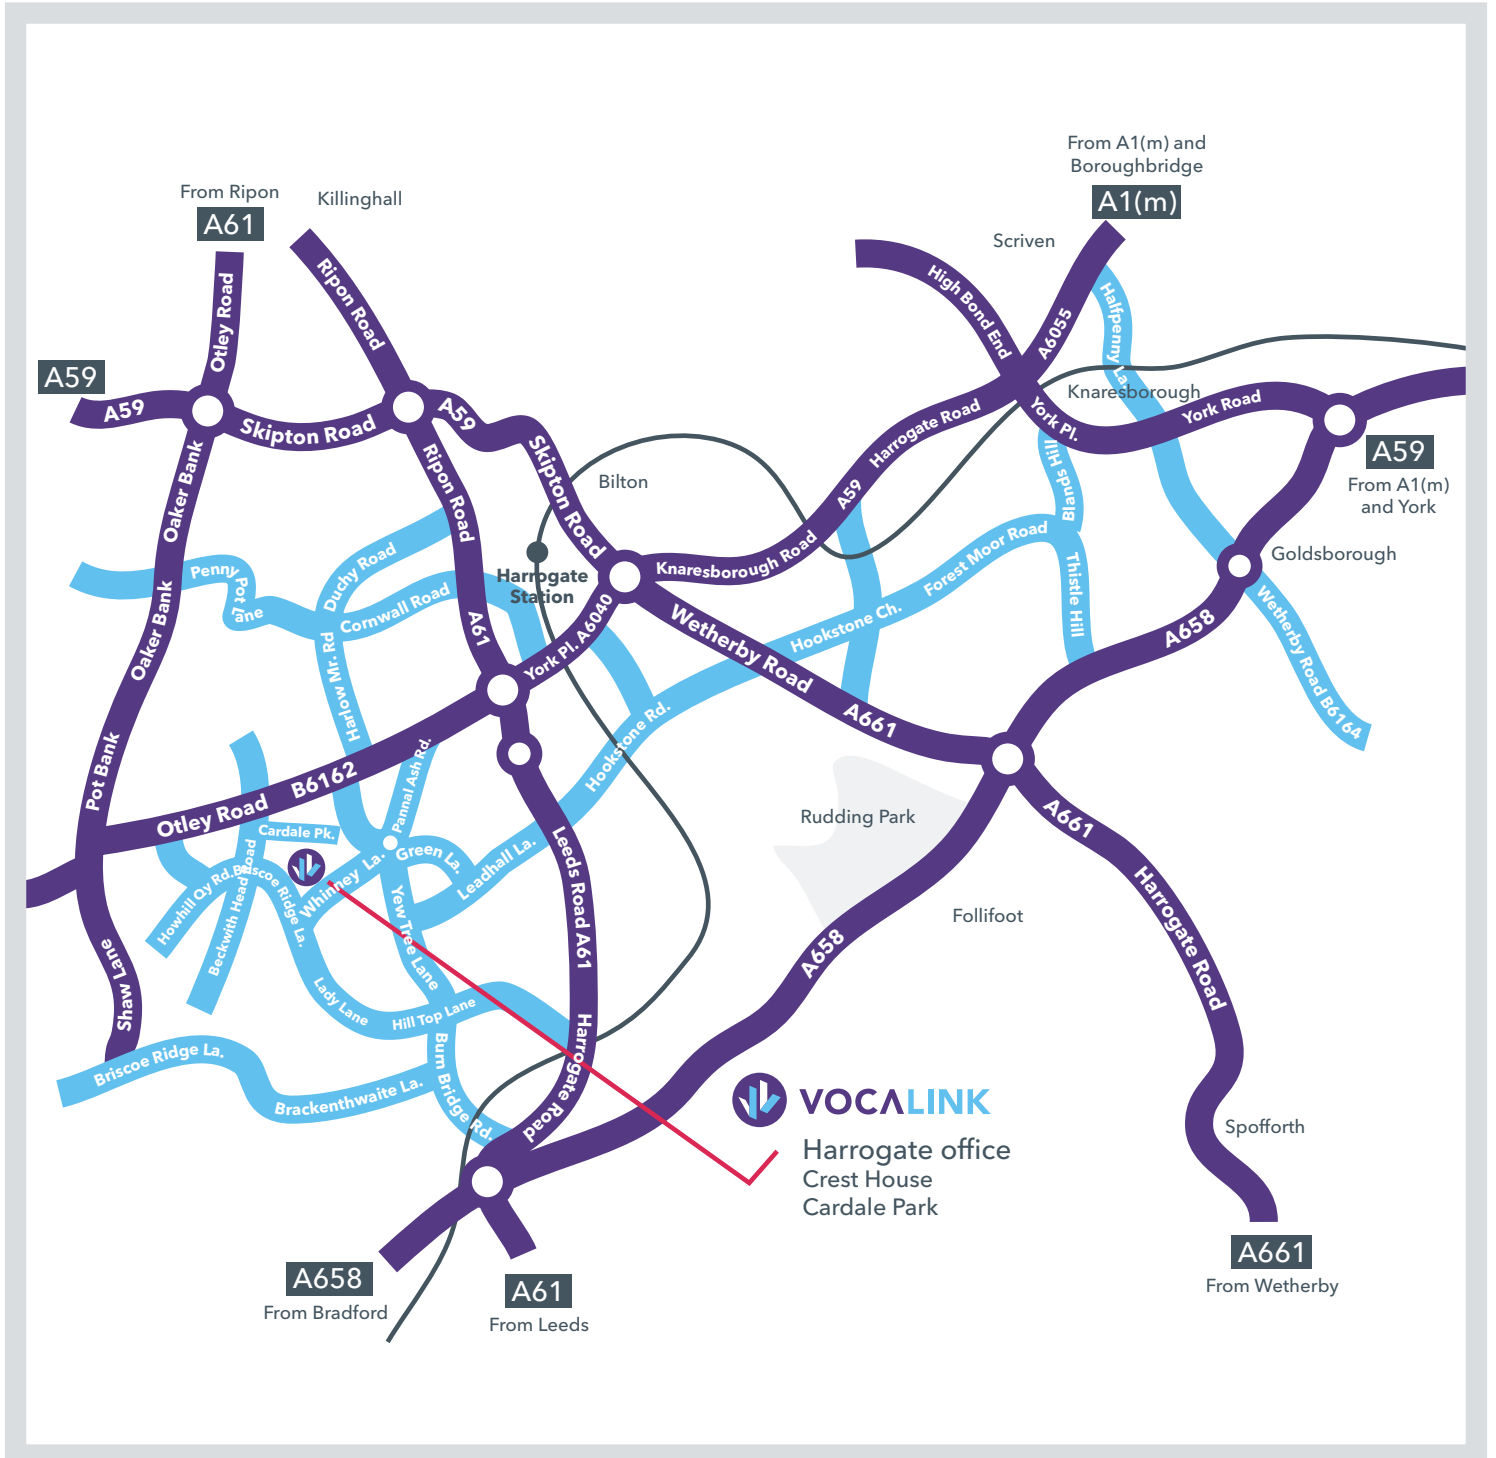 From A1(m) and
Boroughbridge
A1(m)
From Ripon
A61
Killinghall
Scriven
Otley Road
Ripon Road
High Bond End
A6055
Halfpenny La.
A59
A59
Skipton Road
A59
Skipton Road
Knaresborough
York Road
York Pl.
Harrogate Road
A59
A59
From A1(m)
and York
Oaker Bank
Ripon Road
Bilton
Blands Hill
Goldsborough
Penny
Pot
Lane
Duchy Road
Cornwall Road
Harrogate
Station
Knaresborough Road
Forest Moor Road
Thistle Hill
Hookstone Ch.
A658
Wetherby Road B6164
Oaker Bank
A61
York Pl. A6040
Wetherby Road
A661
Harlow Mr. Rd
Pot Bank
Otley Road
B6162
Pannal Ash Rd.
Hookstone Rd.
Cardale Pk.
Rudding Park
A661
Howhill Qy Rd.
Briscoe Ridge La.
Beckwith Head Road
Whinney La.
Green La.
Leadhall La.
Leeds Road A61
Yew Tree Lane
Follifoot
Harrogate Road
A658
Shaw Lane
Lady Lane
Hill Top Lane
Briscoe Ridge La.
Brackenthwaite La.
Burn Bridge Rd.
Harrogate Road
VOCALINK
Harrogate office
Crest House
Cardale Park
Spofforth
A661
From Wetherby
A658
From Bradford
A61
From Leeds